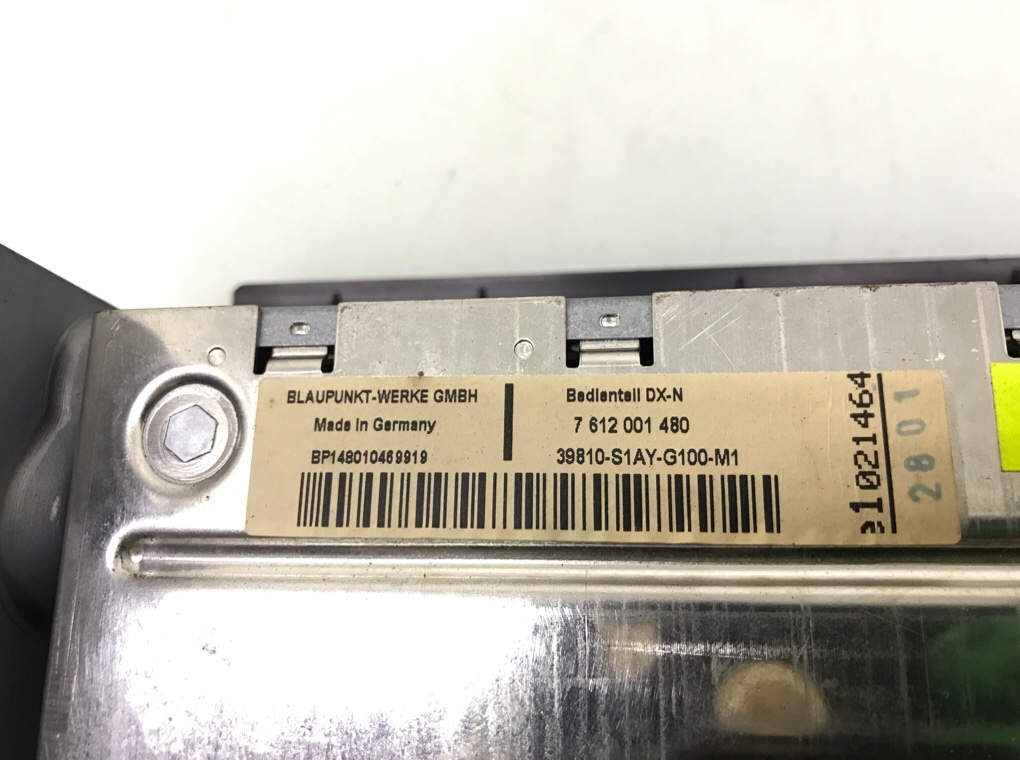 BLAUPUNKT-WERKE GMBH
Made in Germany
BP148010469919
Bedienteil DX-N
7 612 001 480
39810-S1AY-G100-M1
1021464
2801